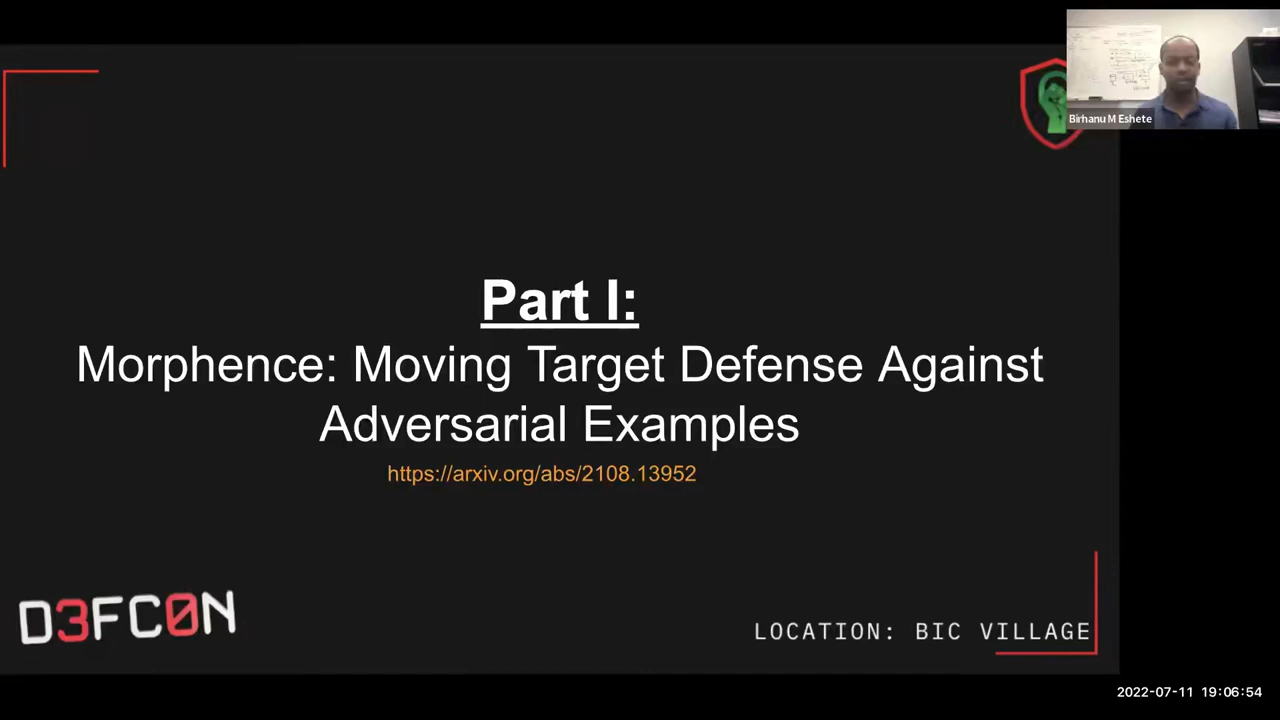 Birhanu M Eshete
Part I:
Morphence: Moving Target Defense Against
Adversarial Examples
https://arxiv.org/abs/2108.13952
D3FC0N
LOCATION: BIC VILLAGE
2022-07-11 19:06:54